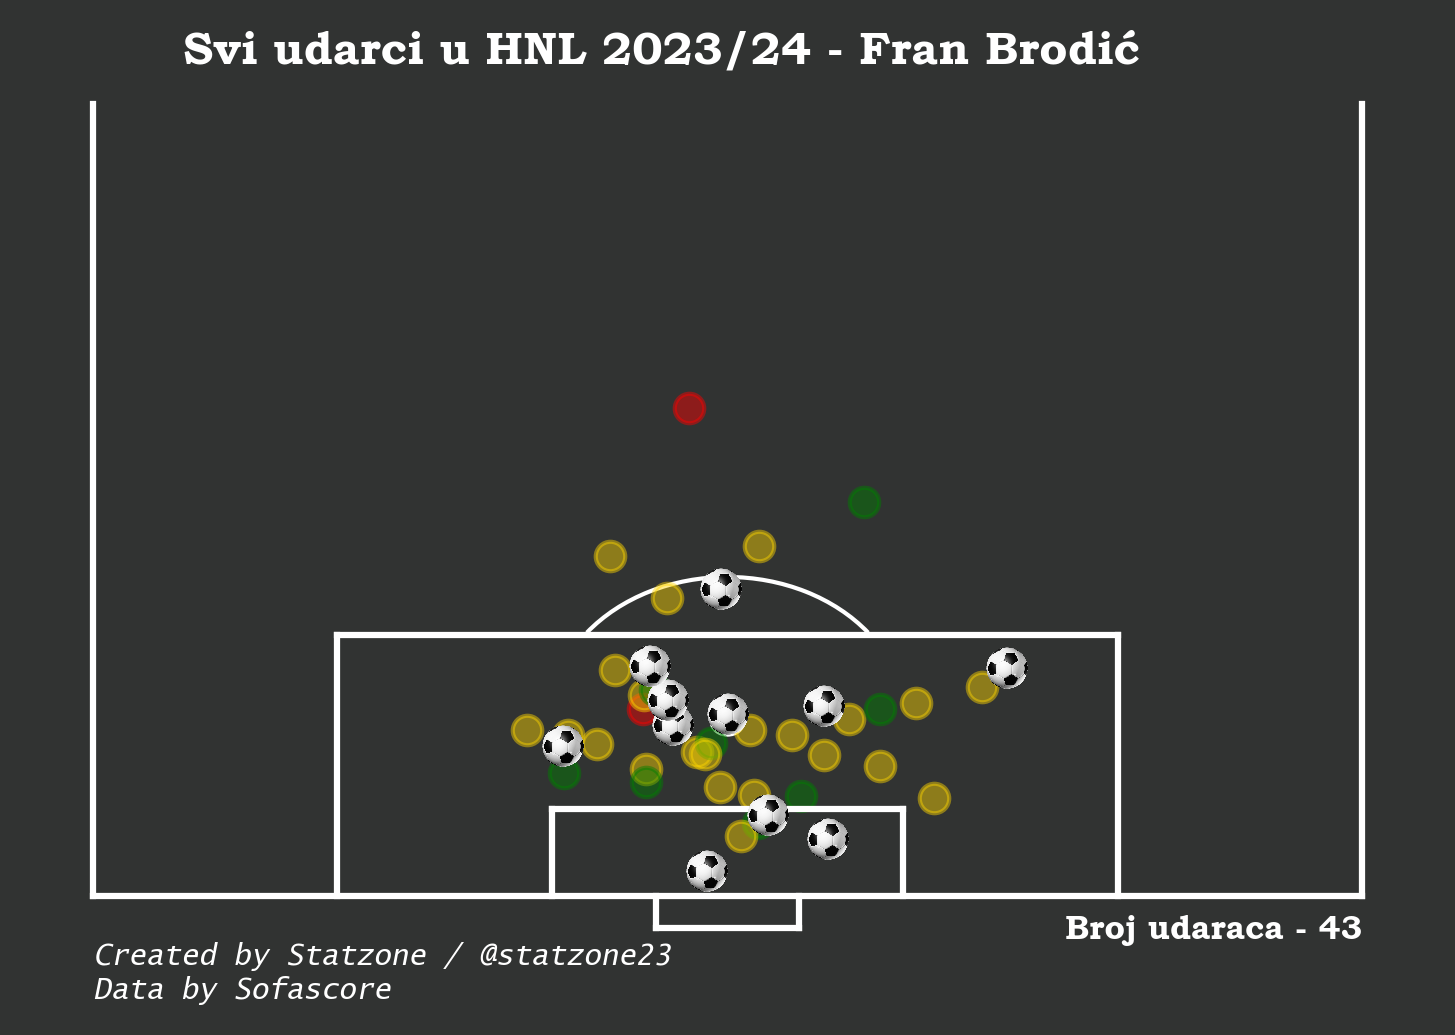 Svi udarci u HNL 2023/24 - Fran Brodić
Broj udaraca - 43
Created by Statzone / @statzone23
Data by Sofascore